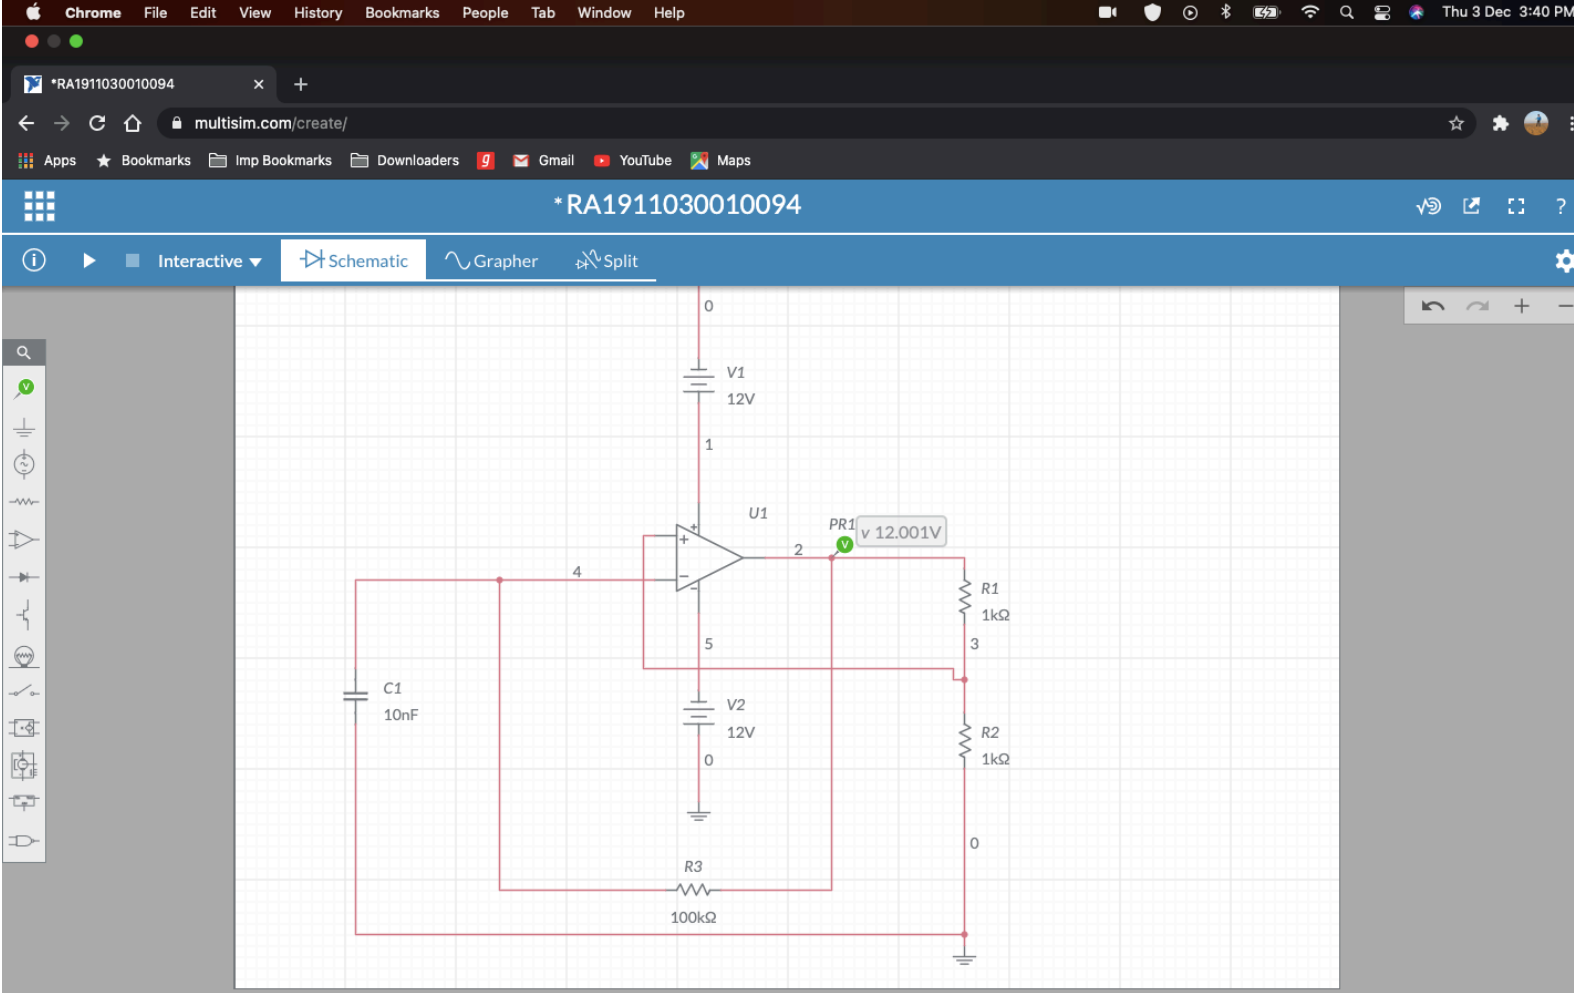 Chrome File Edit View History Bookmarks People Tab Window Help Thu 3 Dec 3:40 PM
*RA1911030010094
multisim.com/create/
Apps Bookmarks Imp Bookmarks Downloaders g Gmail YouTube Maps
*RA1911030010094 ?
Interactive Schematic Grapher Split
0
V1
12V
1
U1
PR1 v 12.001V
V
2
+
+
4
−
−
R1
1kΩ
5
3
C1
10nF
V2
12V
R2
1kΩ
0
0
R3
100kΩ
V